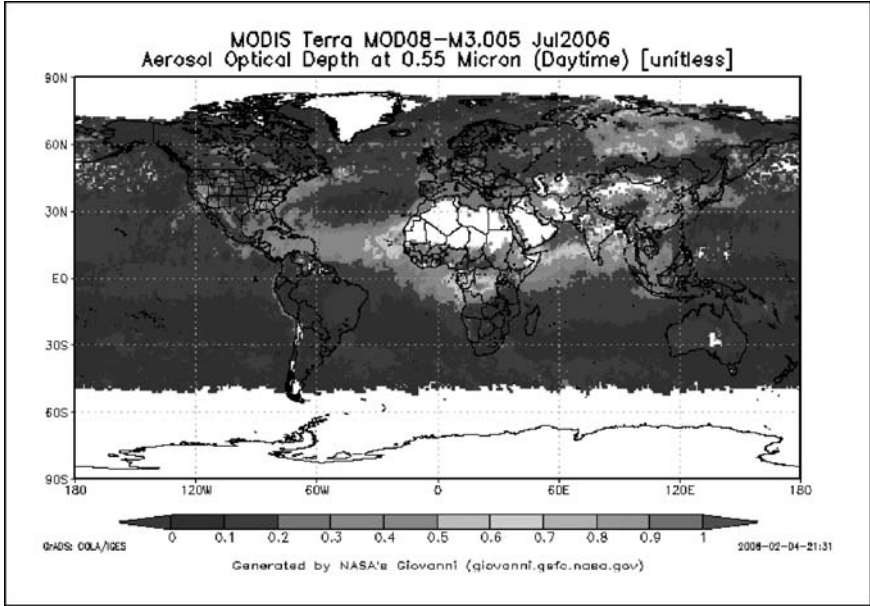 MODIS Terra MOD08-M3.005 Jul2006
Aerosol Optical Depth at 0.55 Micron (Daytime) [unitless]
90N
60N
30N
EQ
30S
60S
90S
180 120W 60W 0 60E 120E 180
0 0.1 0.2 0.3 0.4 0.5 0.6 0.7 0.8 0.9 1
GrADS: COLA/IGES 2008-02-04-21:31
Generated by NASA's Giovanni (giovanni.gsfc.nasa.gov)